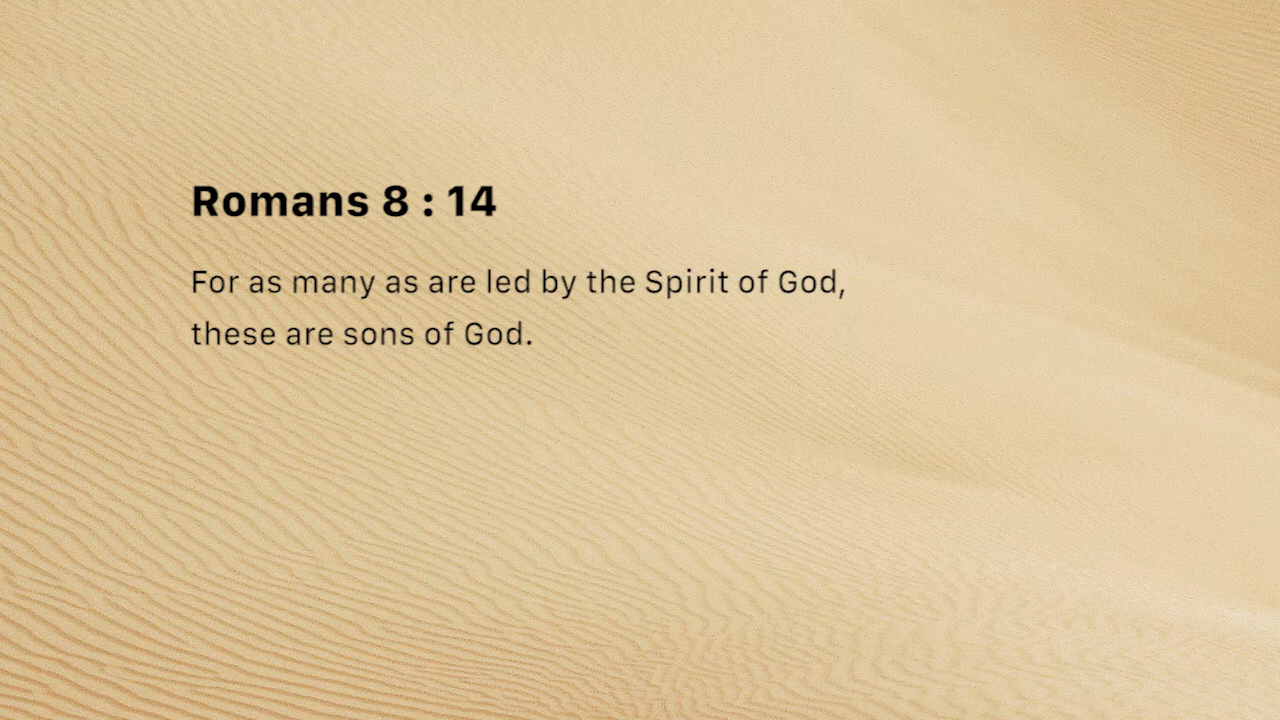 Romans 8 : 14
For as many as are led by the Spirit of God,
these are sons of God.